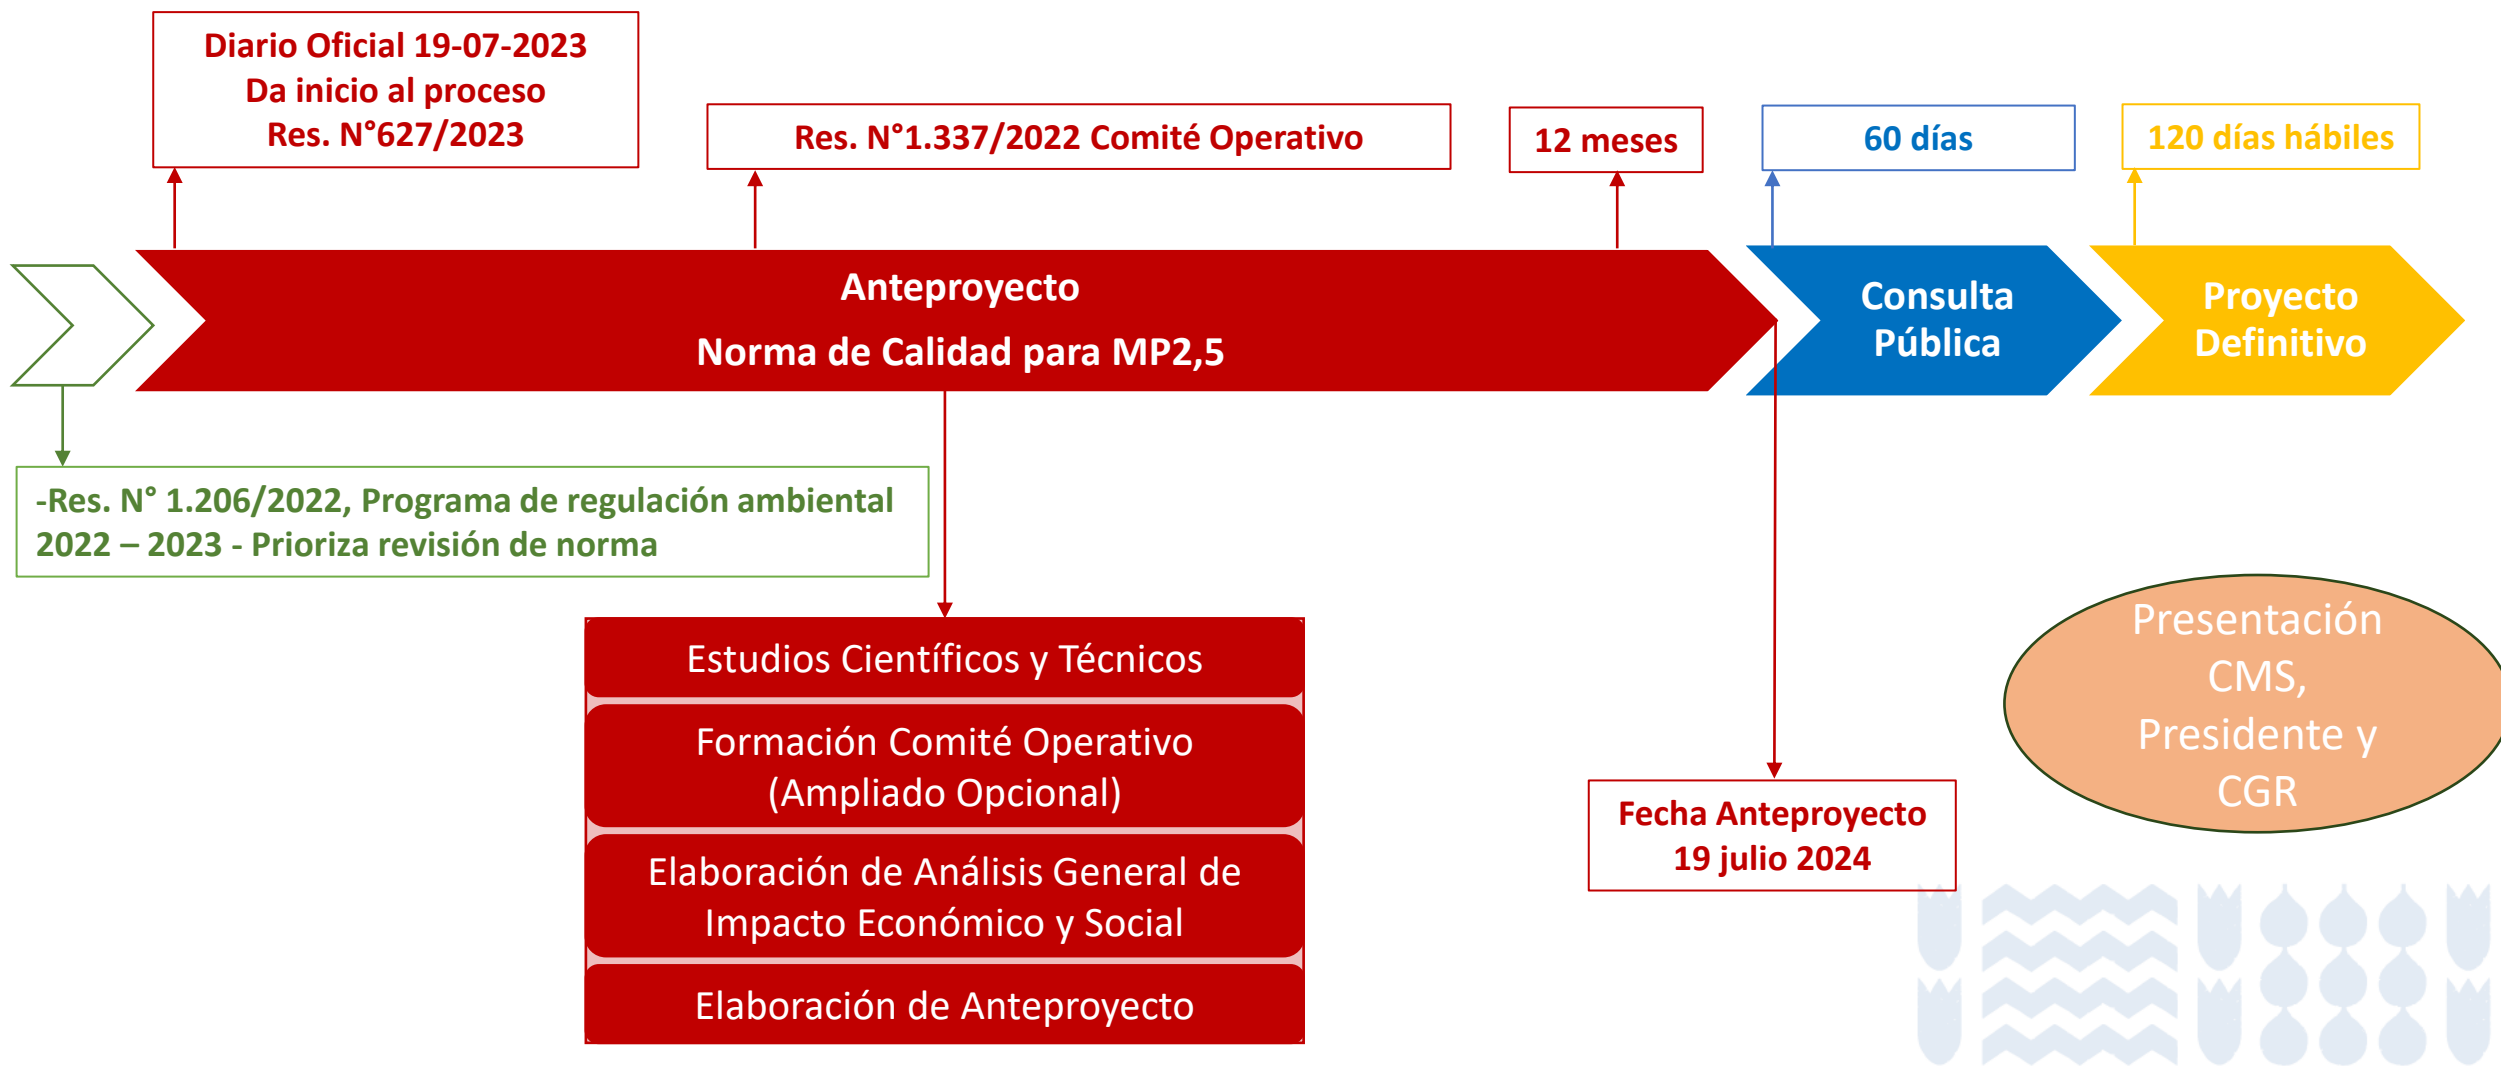 Diario Oficial 19-07-2023
Da inicio al proceso
Res. N°627/2023
Res. N°1.337/2022 Comité Operativo
12 meses
60 días
120 días hábiles
Anteproyecto
Norma de Calidad para MP2,5
Consulta
Pública
Proyecto
Definitivo
-Res. N° 1.206/2022, Programa de regulación ambiental
2022 – 2023 - Prioriza revisión de norma
Estudios Científicos y Técnicos
Formación Comité Operativo
(Ampliado Opcional)
Elaboración de Análisis General de
Impacto Económico y Social
Elaboración de Anteproyecto
Fecha Anteproyecto
19 julio 2024
Presentación
CMS,
Presidente y
CGR